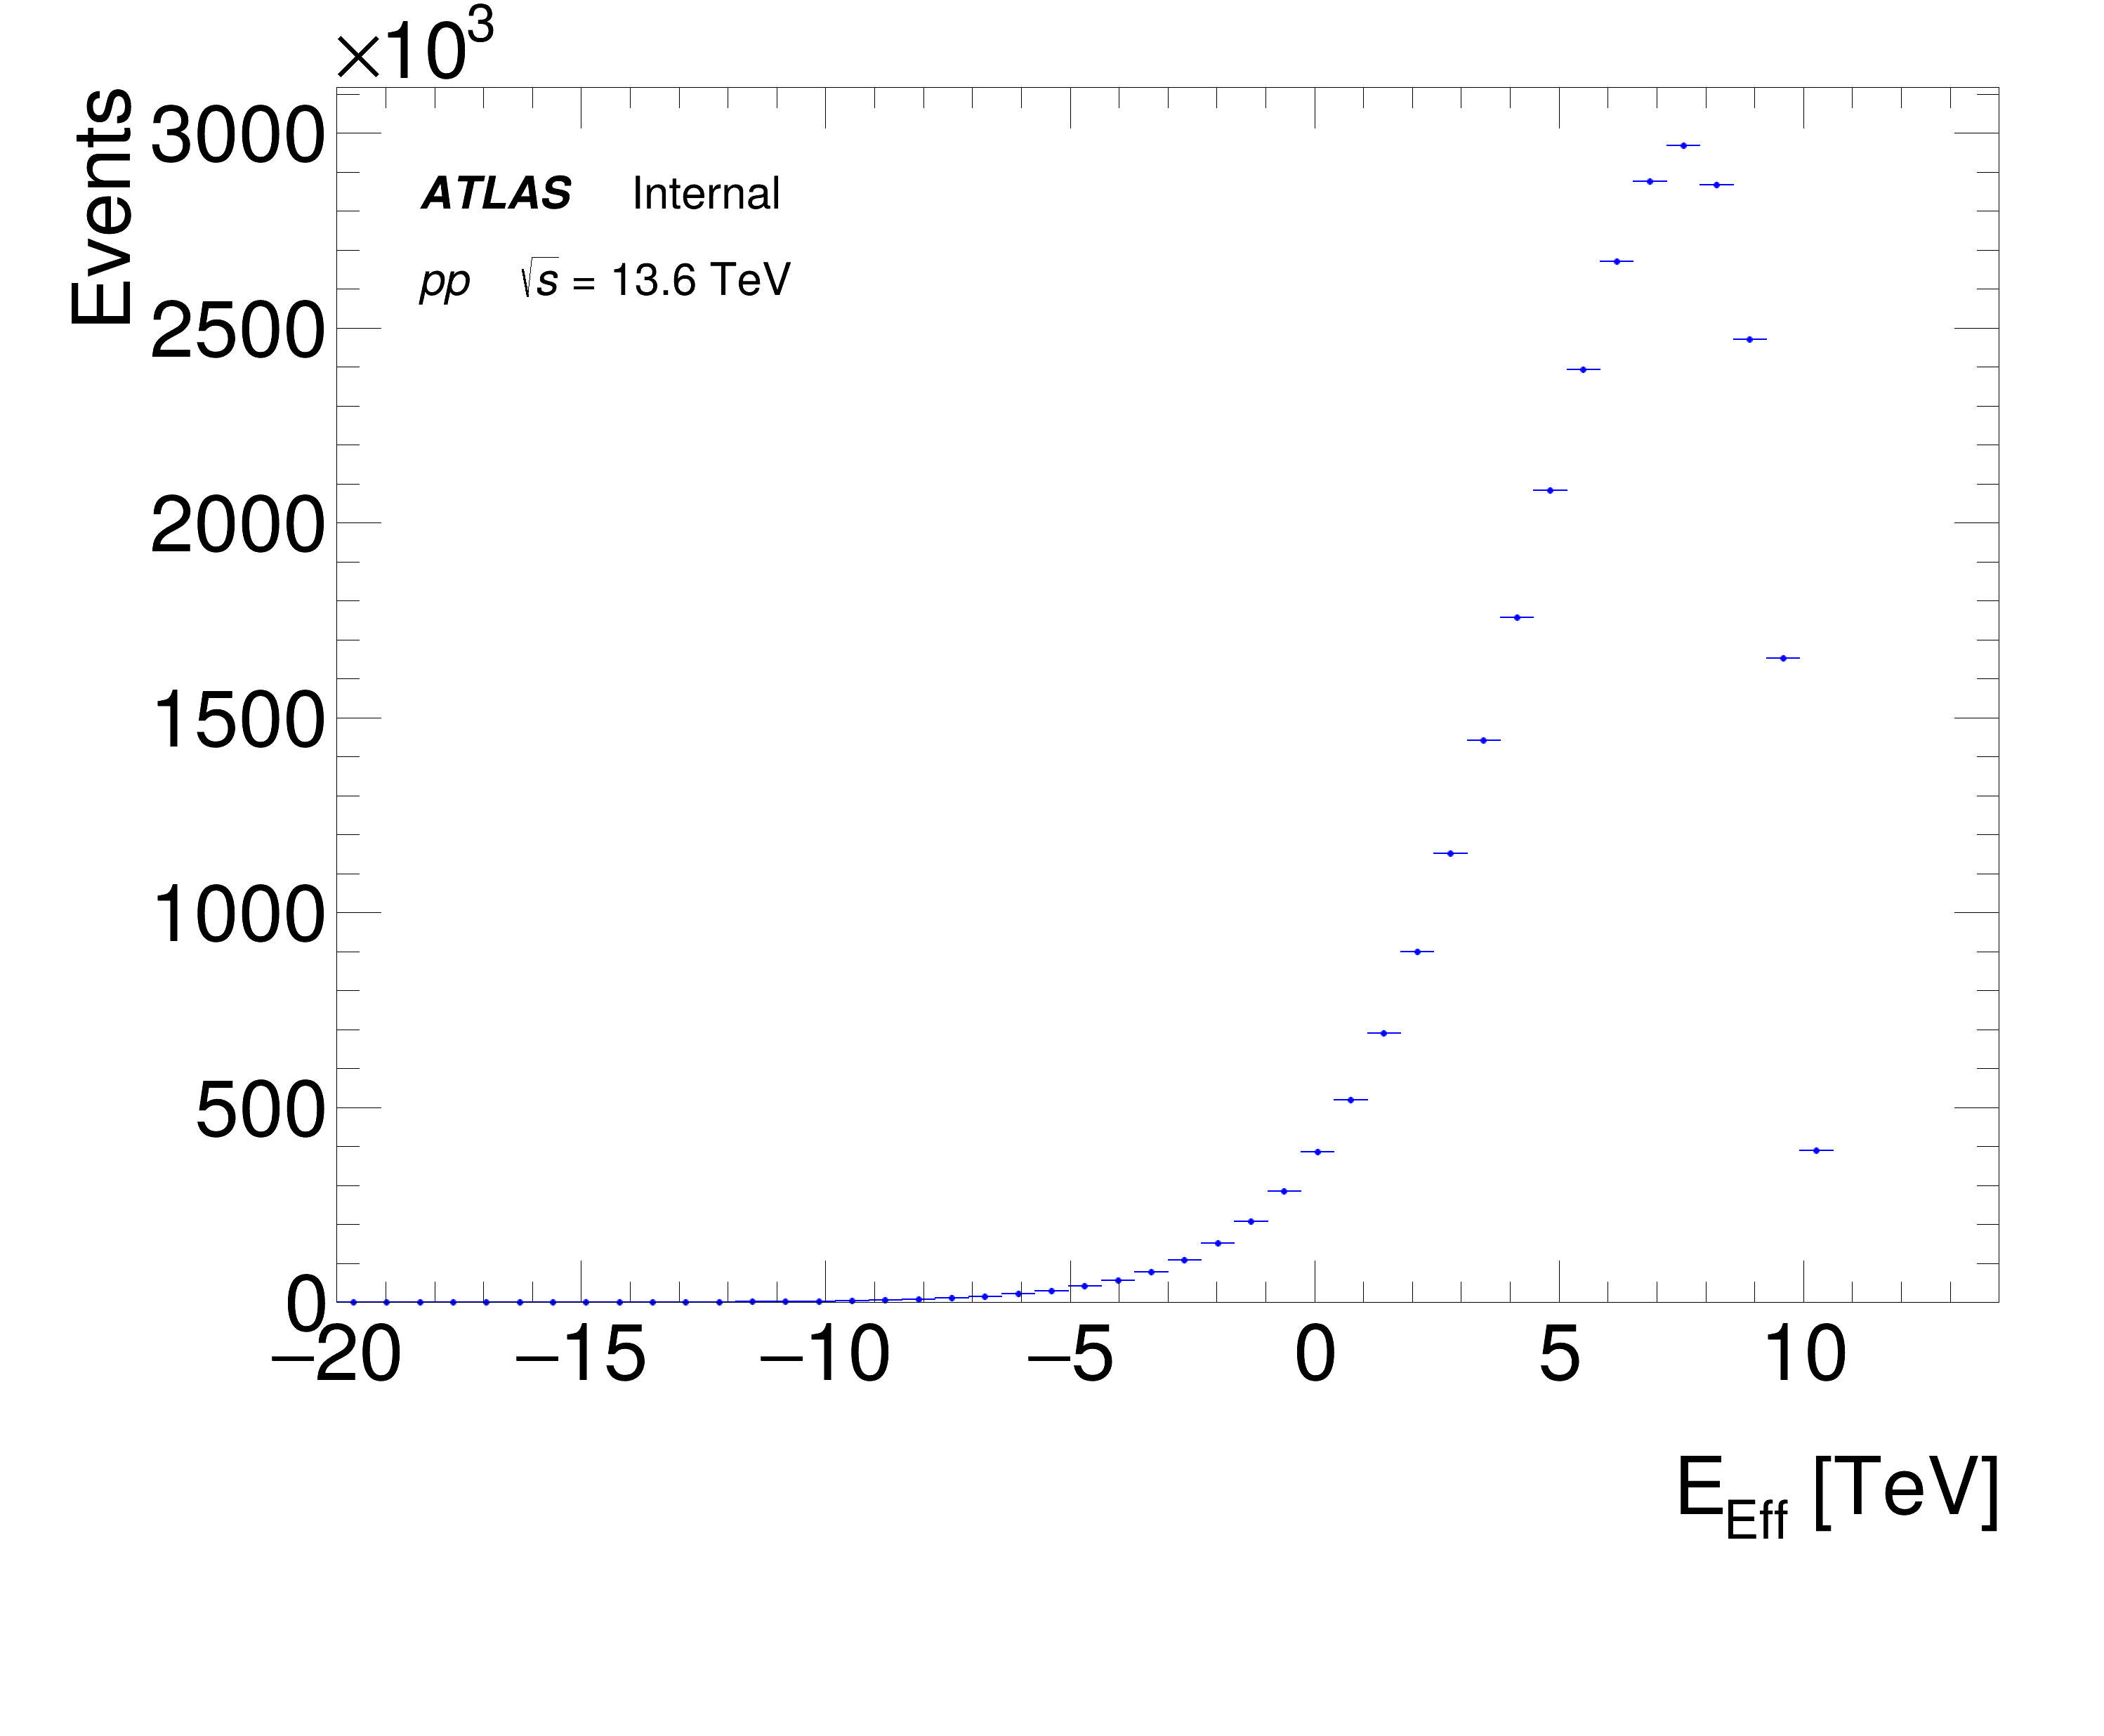 ×10³
Events
3000
2500
2000
1500
1000
500
0
ATLAS Internal
pp √s = 13.6 TeV
−20 −15 −10 −5 0 5 10
E_Eff [TeV]